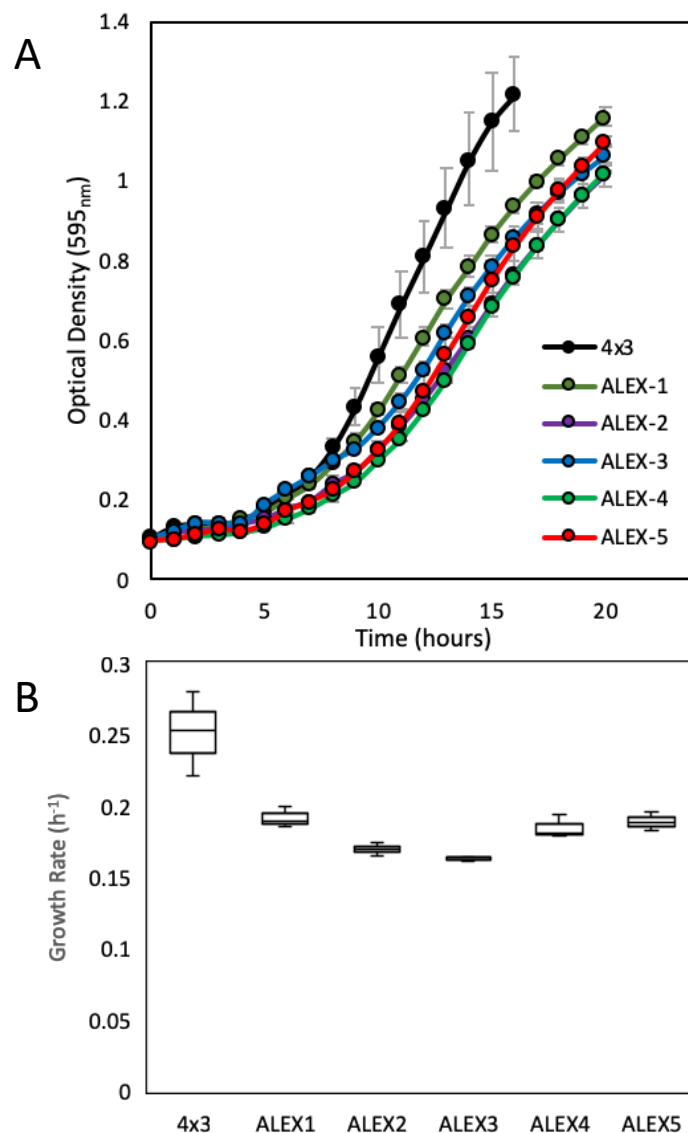 A
1.4
1.2
1
0.8
0.6
0.4
0.2
0
Optical Density (595nm)
4x3
ALEX-1
ALEX-2
ALEX-3
ALEX-4
ALEX-5
0 5 10 15 20
Time (hours)
B
0.3
0.25
0.2
0.15
0.1
0.05
0
Growth Rate (h⁻¹)
4x3 ALEX1 ALEX2 ALEX3 ALEX4 ALEX5